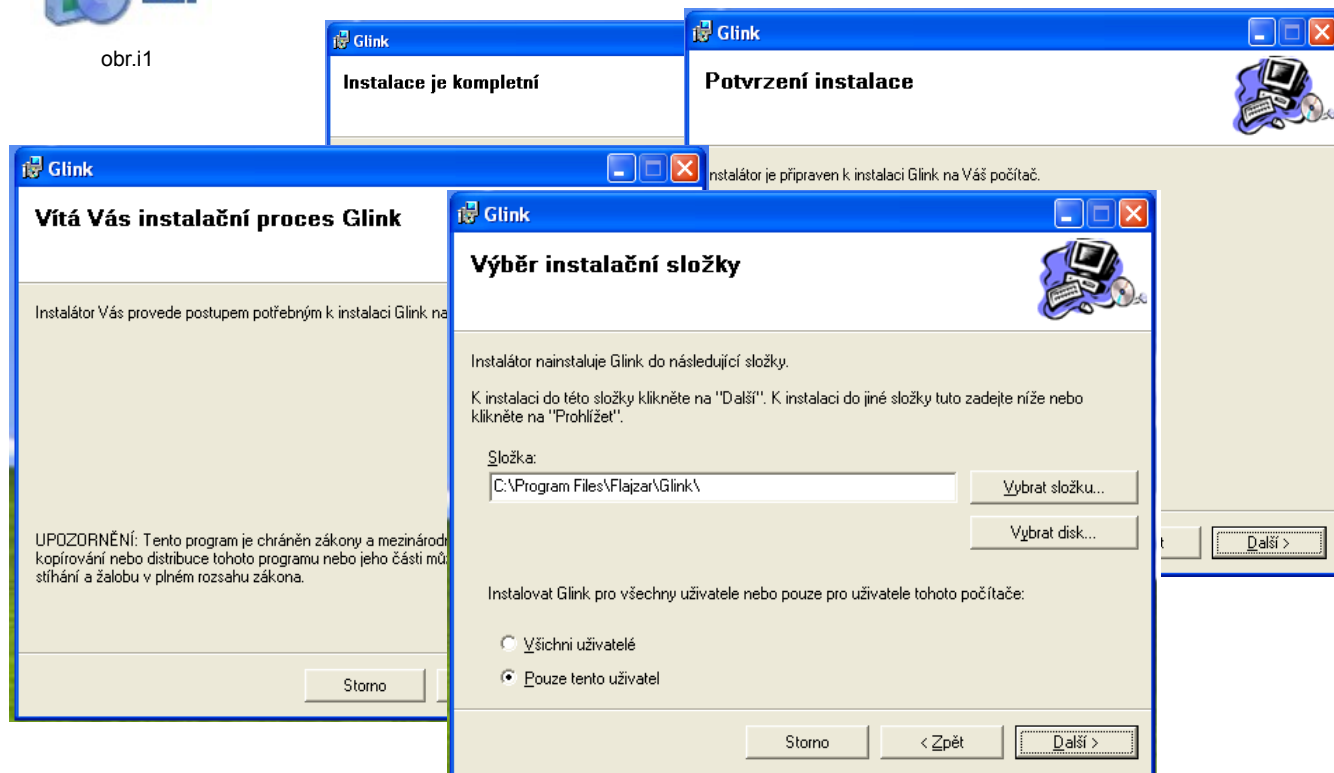 obr.i1
Glink
Instalace je kompletní
Glink
Potvrzení instalace
nstalátor je připraven k instalaci Glink na Váš počítač.
Další >
Glink
Vítá Vás instalační proces Glink
Instalátor Vás provede postupem potřebným k instalaci Glink na
UPOZORNĚNÍ: Tento program je chráněn zákony a mezinárod
kopírování nebo distribuce tohoto programu nebo jeho části mů
stíhání a žalobu v plném rozsahu zákona.
Storno
Glink
Výběr instalační složky
Instalátor nainstaluje Glink do následující složky.
K instalaci do této složky klikněte na "Další". K instalaci do jiné složky tuto zadejte níže nebo
klikněte na "Prohlížet".
Složka:
C:\Program Files\Flajzar\Glink\
Vybrat složku...
Vybrat disk...
Instalovat Glink pro všechny uživatele nebo pouze pro uživatele tohoto počítače:
Všichni uživatelé
Pouze tento uživatel
Storno
< Zpět
Další >